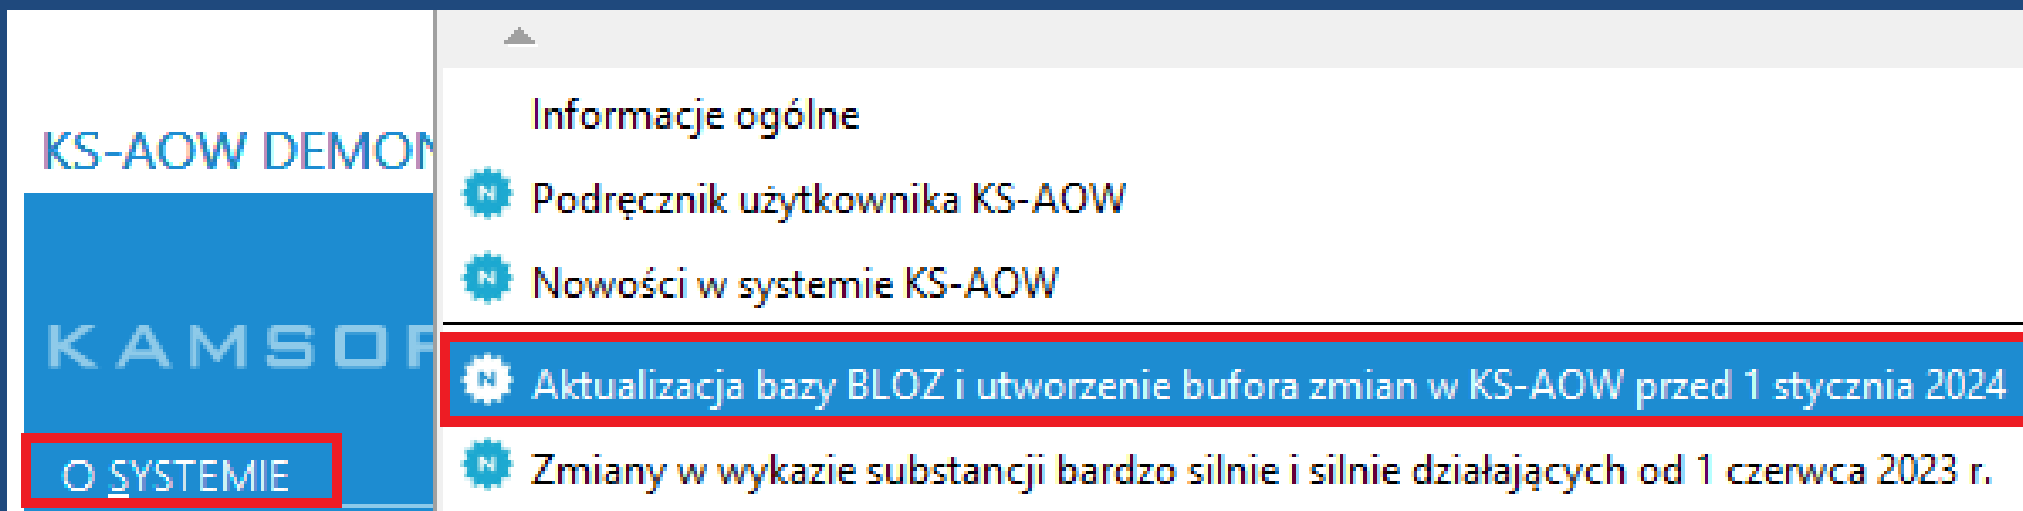 Informacje ogólne
KS-AOW DEMON
Podręcznik użytkownika KS-AOW
Nowości w systemie KS-AOW
KAMSOF
Aktualizacja bazy BLOZ i utworzenie bufora zmian w KS-AOW przed 1 stycznia 2024
O SYSTEMIE
Zmiany w wykazie substancji bardzo silnie i silnie działających od 1 czerwca 2023 r.